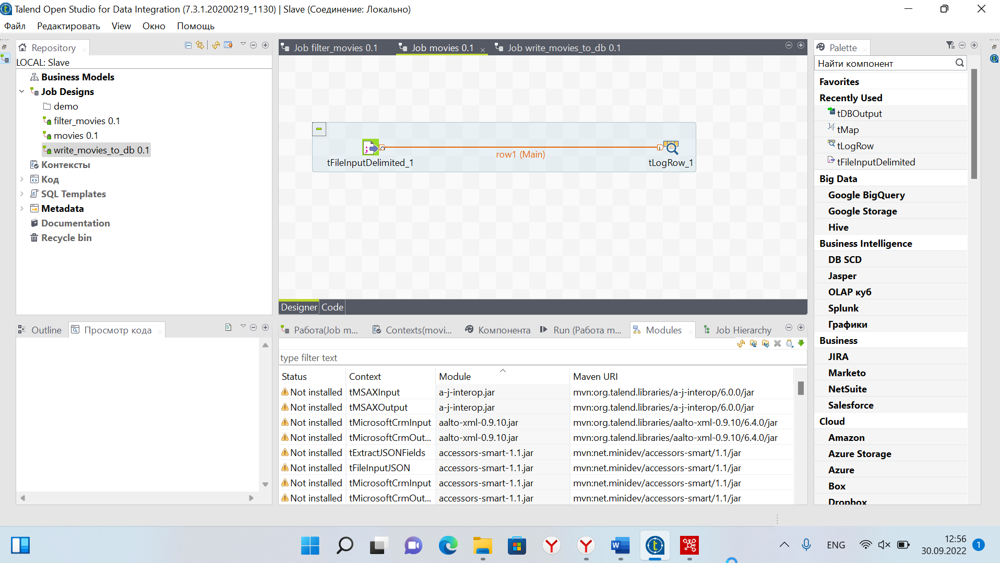 Talend Open Studio for Data Integration (7.3.1.20200219_1130) | Slave (Соединение: Локально)
Файл Редактировать View Окно Помощь
Repository
LOCAL: Slave
Business Models
Job Designs
demo
filter_movies 0.1
movies 0.1
write_movies_to_db 0.1
Контексты
Код
SQL Templates
Metadata
Documentation
Recycle bin
Job filter_movies 0.1 Job movies 0.1 Job write_movies_to_db 0.1
row1 (Main)
tFileInputDelimited_1 tLogRow_1
Designer Code
Palette
Найти компонент
Favorites
Recently Used
tDBOutput
tMap
tLogRow
tFileInputDelimited
Big Data
Google BigQuery
Google Storage
Hive
Business Intelligence
DB SCD
Jasper
OLAP куб
Splunk
Графики
Business
JIRA
Marketo
NetSuite
Salesforce
Cloud
Amazon
Azure Storage
Azure
Box
Dropbox
Outline Просмотр кода
Работа(Job m... Contexts(movi... Компонента Run (Работа m... Modules Job Hierarchy
type filter text
Status Context Module Maven URI
Not installed tMSAXInput a-j-interop.jar mvn:org.talend.libraries/a-j-interop/6.0.0/jar
Not installed tMSAXOutput a-j-interop.jar mvn:org.talend.libraries/a-j-interop/6.0.0/jar
Not installed tMicrosoftCrmInput aalto-xml-0.9.10.jar mvn:org.talend.libraries/aalto-xml-0.9.10/6.4.0/jar
Not installed tMicrosoftCrmOut... aalto-xml-0.9.10.jar mvn:org.talend.libraries/aalto-xml-0.9.10/6.4.0/jar
Not installed tExtractJSONFields accessors-smart-1.1.jar mvn:net.minidev/accessors-smart/1.1/jar
Not installed tFileInputJSON accessors-smart-1.1.jar mvn:net.minidev/accessors-smart/1.1/jar
Not installed tMicrosoftCrmInput accessors-smart-1.1.jar mvn:net.minidev/accessors-smart/1.1/jar
Not installed tMicrosoftCrmOut... accessors-smart-1.1.jar mvn:net.minidev/accessors-smart/1.1/jar
ENG
12:56
30.09.2022
1